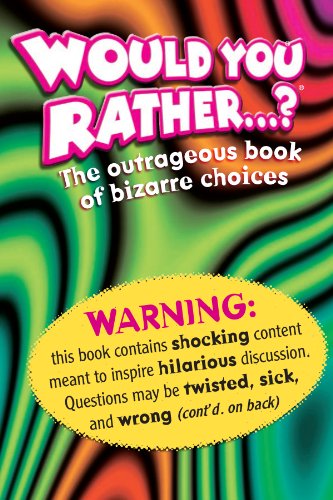 WOULD YOU
RATHER...?®
The outrageous book
of bizarre choices
WARNING:
this book contains shocking content
meant to inspire hilarious discussion.
Questions may be twisted, sick,
and wrong (cont'd. on back)